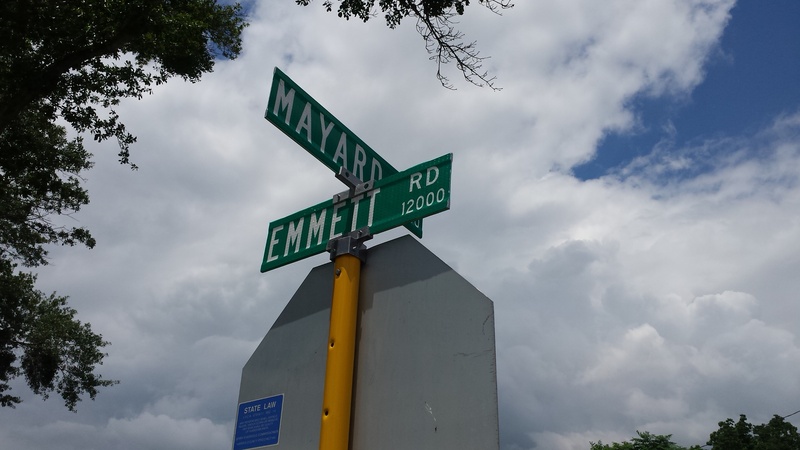 MAYARD
EMMETT RD
12000
STATE LAW